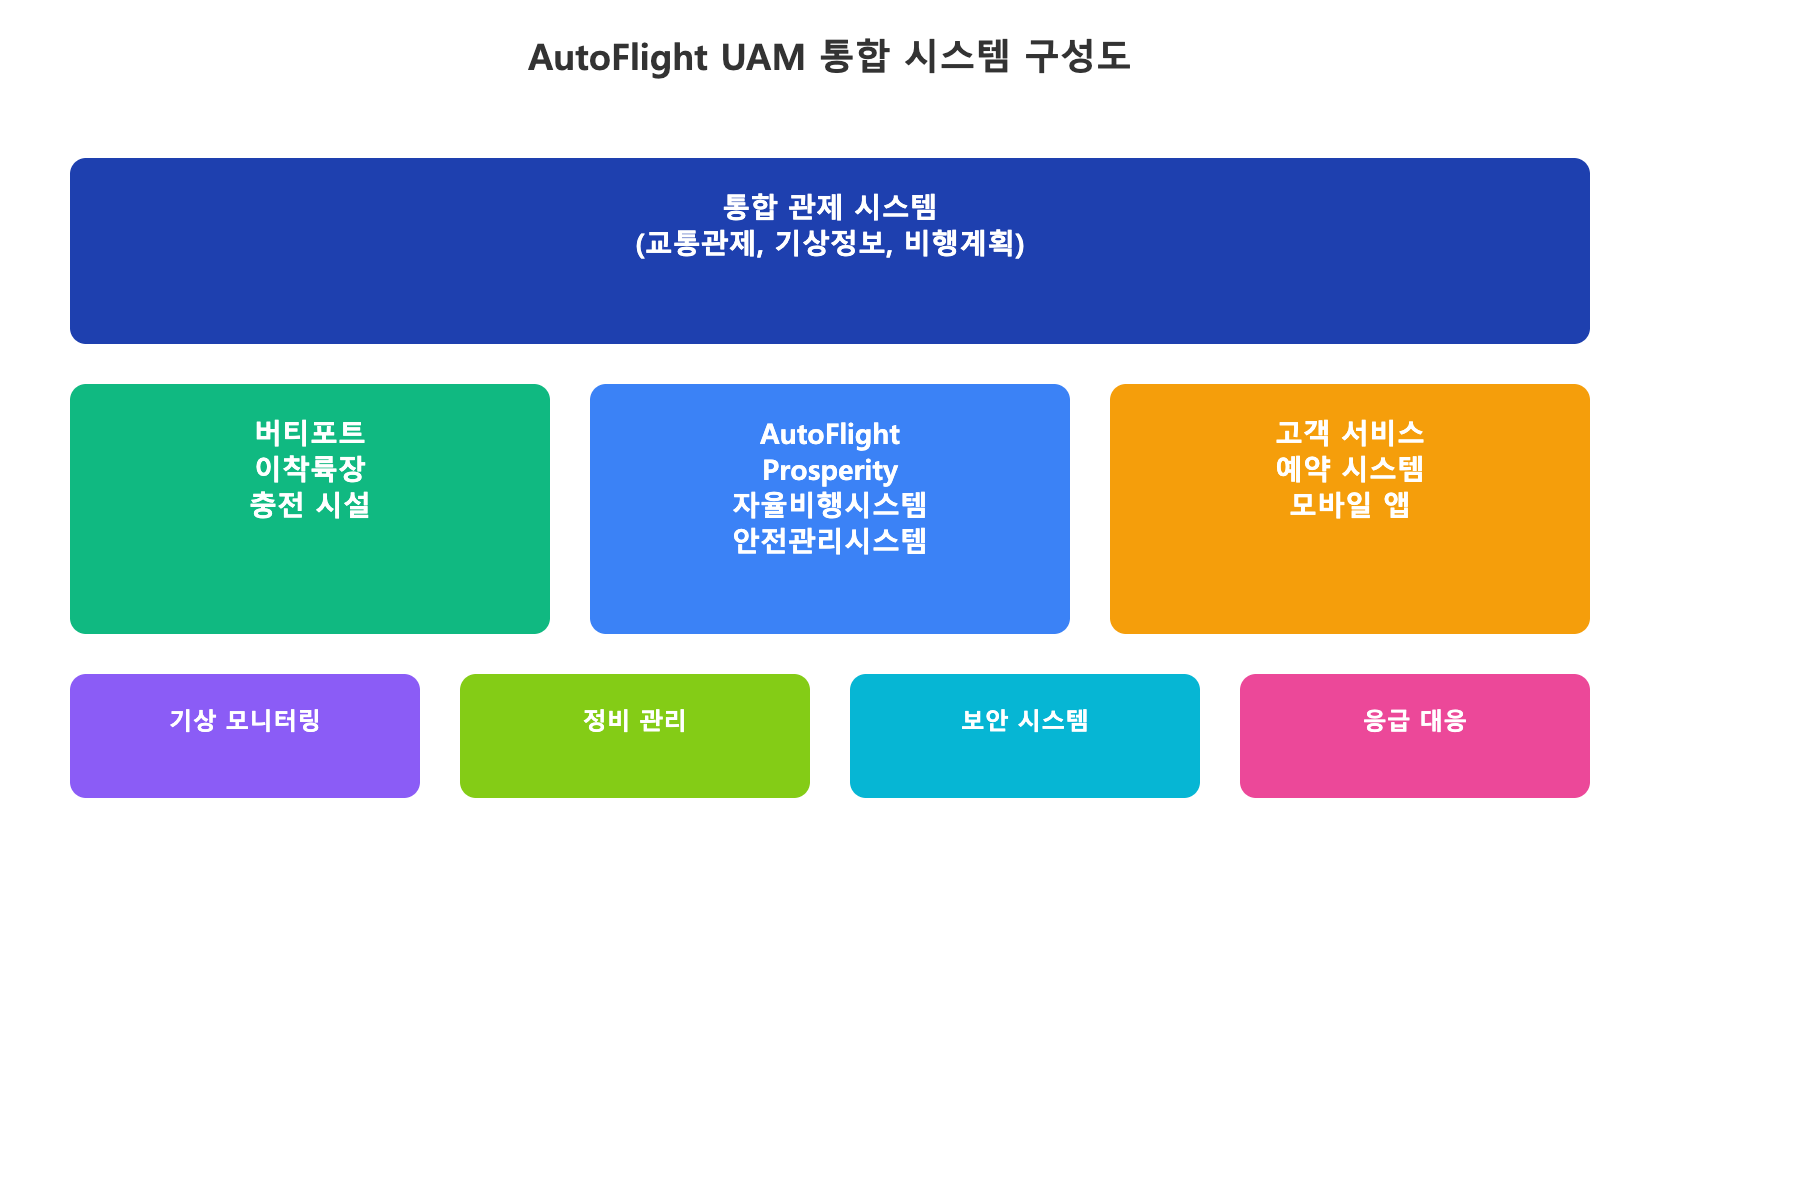 AutoFlight UAM 통합 시스템 구성도
통합 관제 시스템
(교통관제, 기상정보, 비행계획)
버티포트
이착륙장
충전 시설
AutoFlight
Prosperity
자율비행시스템
안전관리시스템
고객 서비스
예약 시스템
모바일 앱
기상 모니터링
정비 관리
보안 시스템
응급 대응